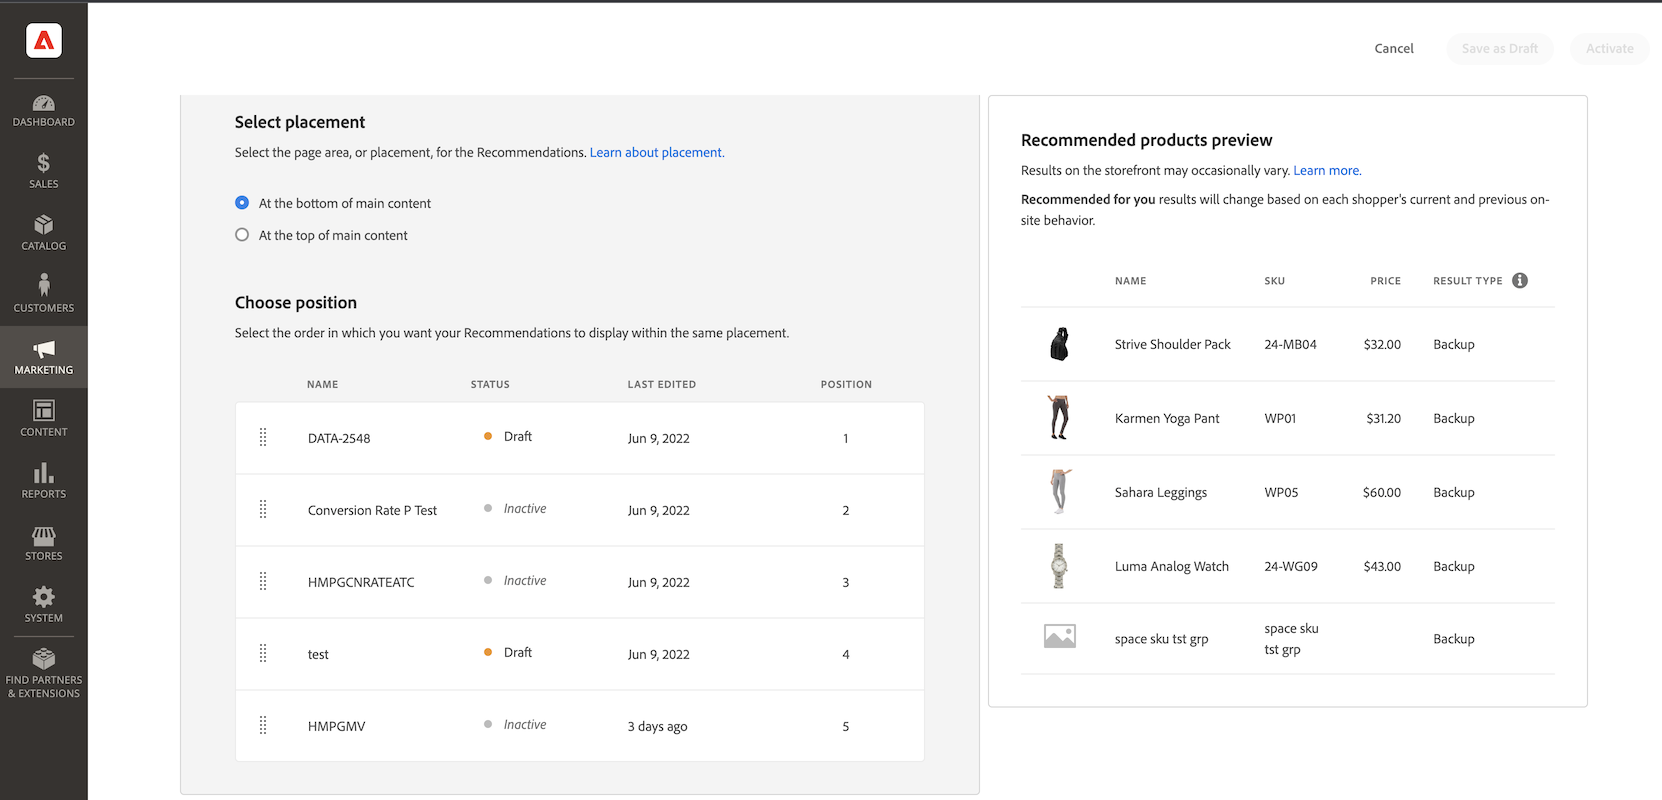 Cancel Save as Draft Activate
DASHBOARD
SALES
CATALOG
CUSTOMERS
MARKETING
CONTENT
REPORTS
STORES
SYSTEM
FIND PARTNERS
& EXTENSIONS
Select placement
Select the page area, or placement, for the Recommendations. Learn about placement.
At the bottom of main content
At the top of main content
Choose position
Select the order in which you want your Recommendations to display within the same placement.
NAME STATUS LAST EDITED POSITION
DATA-2548 Draft Jun 9, 2022 1
Conversion Rate P Test Inactive Jun 9, 2022 2
HMPGCNRATEATC Inactive Jun 9, 2022 3
test Draft Jun 9, 2022 4
HMPGMV Inactive 3 days ago 5
Recommended products preview
Results on the storefront may occasionally vary. Learn more.
Recommended for you results will change based on each shopper's current and previous on-
site behavior.
NAME SKU PRICE RESULT TYPE
Strive Shoulder Pack 24-MB04 $32.00 Backup
Karmen Yoga Pant WP01 $31.20 Backup
Sahara Leggings WP05 $60.00 Backup
Luma Analog Watch 24-WG09 $43.00 Backup
space sku tst grp space sku Backup
tst grp